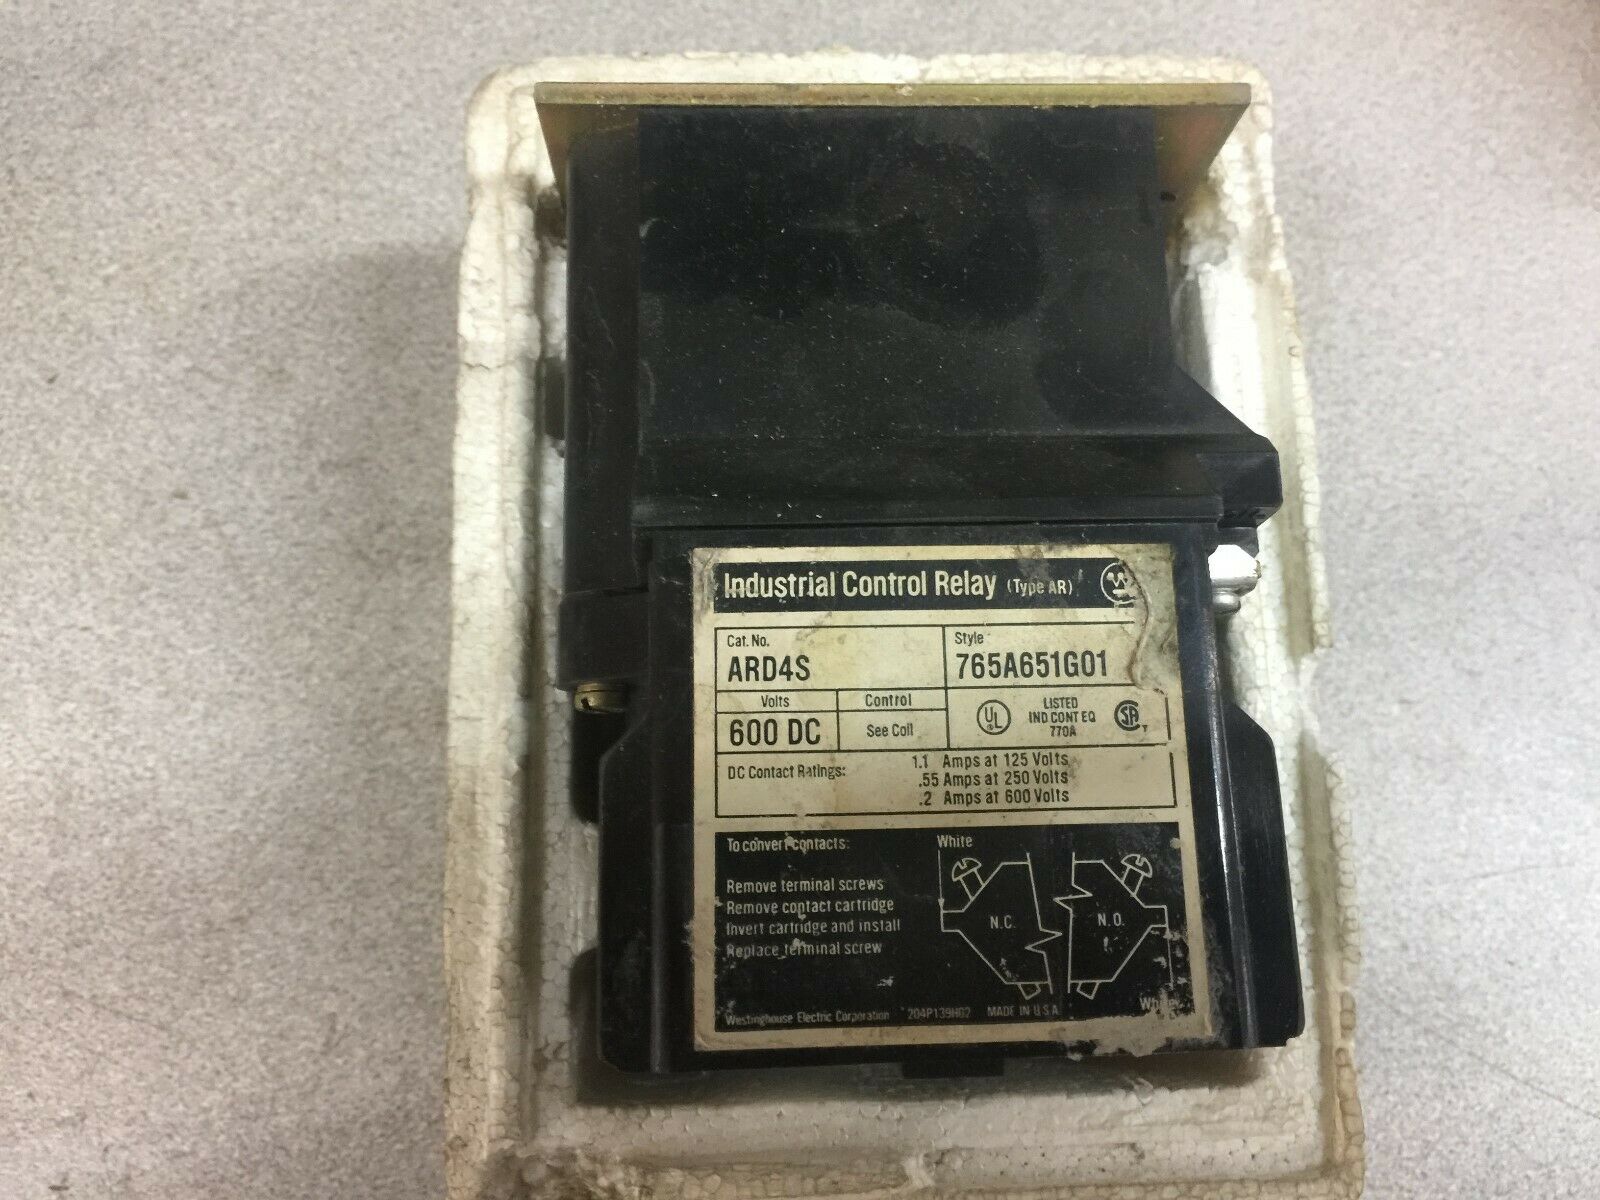 Industrial Control Relay (Type AR)
Cat. No.
ARD4S
Style
765A651G01
Volts
600 DC
Control
See Coil
UL
LISTED
IND CONT EQ
770A
SA
DC Contact Ratings:
1.1 Amps at 125 Volts
.55 Amps at 250 Volts
.2 Amps at 600 Volts
To convert contacts:
Remove terminal screws
Remove contact cartridge
Invert cartridge and install
Replace terminal screw
White
N.C.
N.O.
White
Westinghouse Electric Corporation 204P139H02 MADE IN U.S.A.